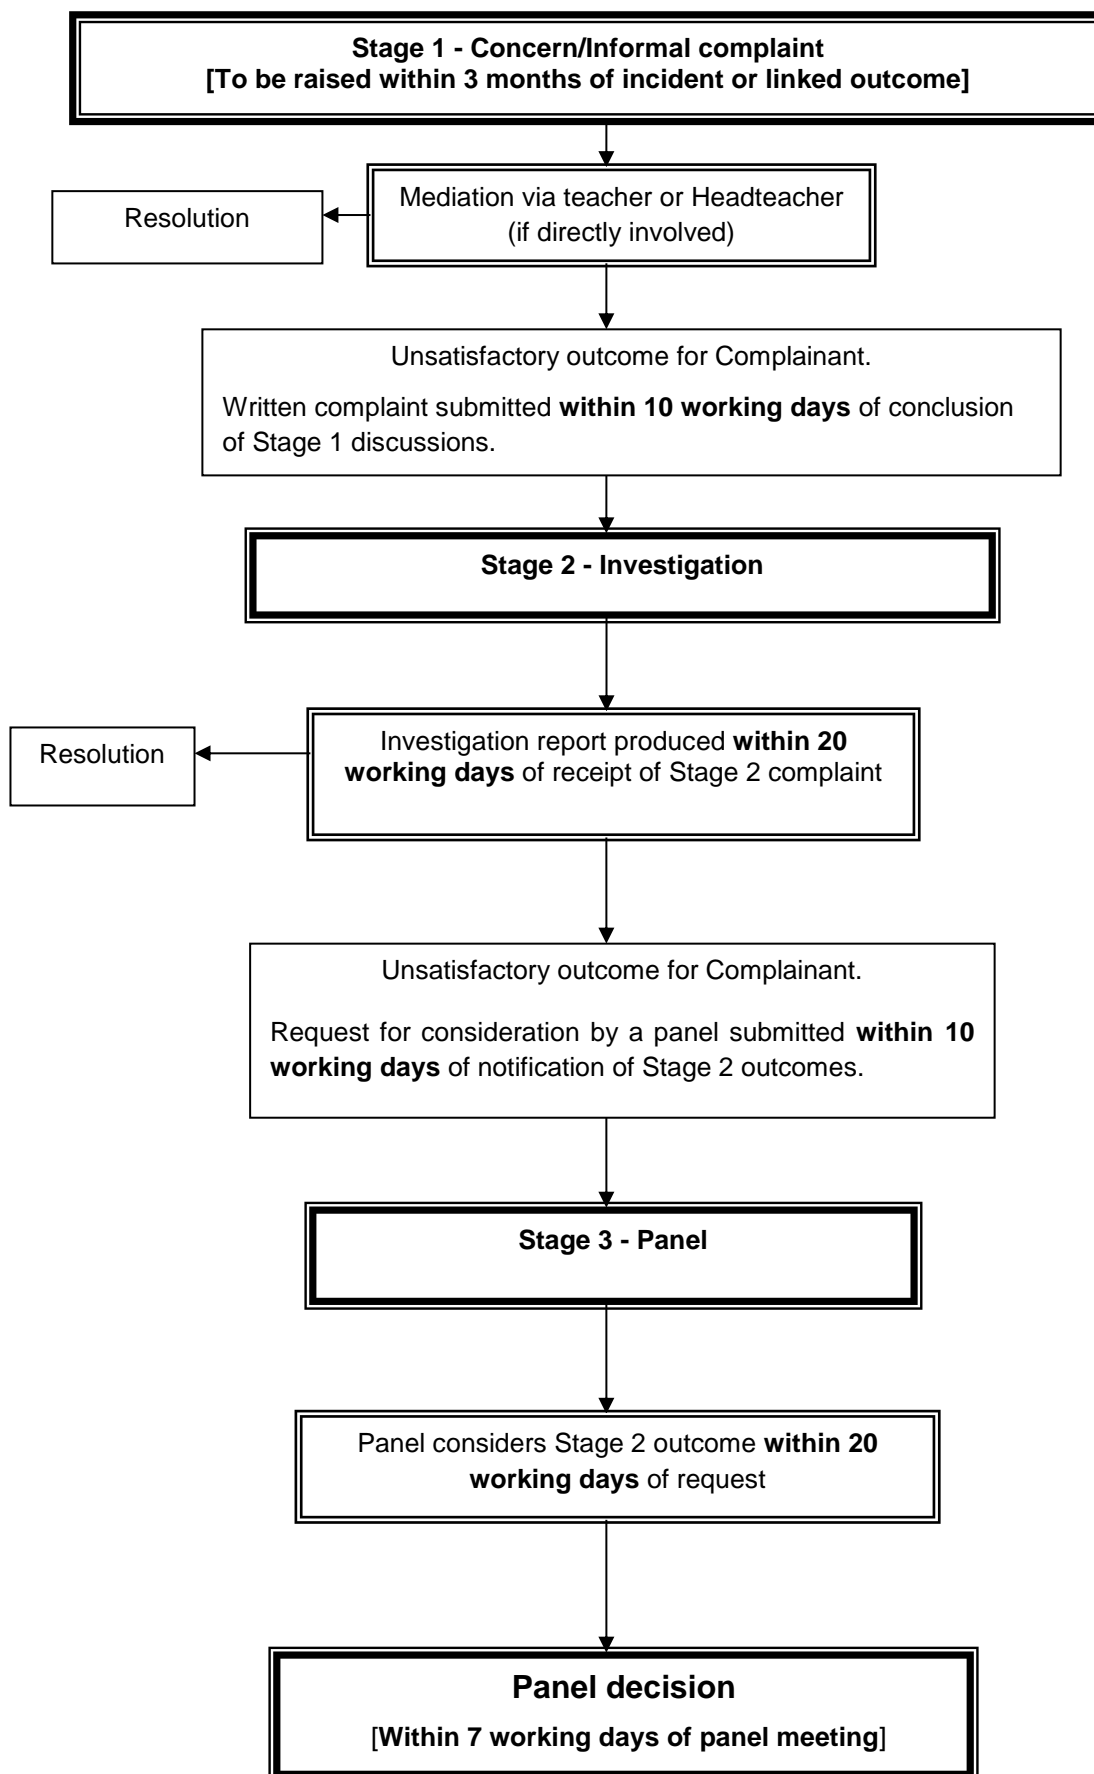 Stage 1 - Concern/Informal complaint
[To be raised within 3 months of incident or linked outcome]
Mediation via teacher or Headteacher
(if directly involved)
Resolution
Unsatisfactory outcome for Complainant.
Written complaint submitted within 10 working days of conclusion
of Stage 1 discussions.
Stage 2 - Investigation
Investigation report produced within 20
working days of receipt of Stage 2 complaint
Resolution
Unsatisfactory outcome for Complainant.
Request for consideration by a panel submitted within 10
working days of notification of Stage 2 outcomes.
Stage 3 - Panel
Panel considers Stage 2 outcome within 20
working days of request
Panel decision
[Within 7 working days of panel meeting]